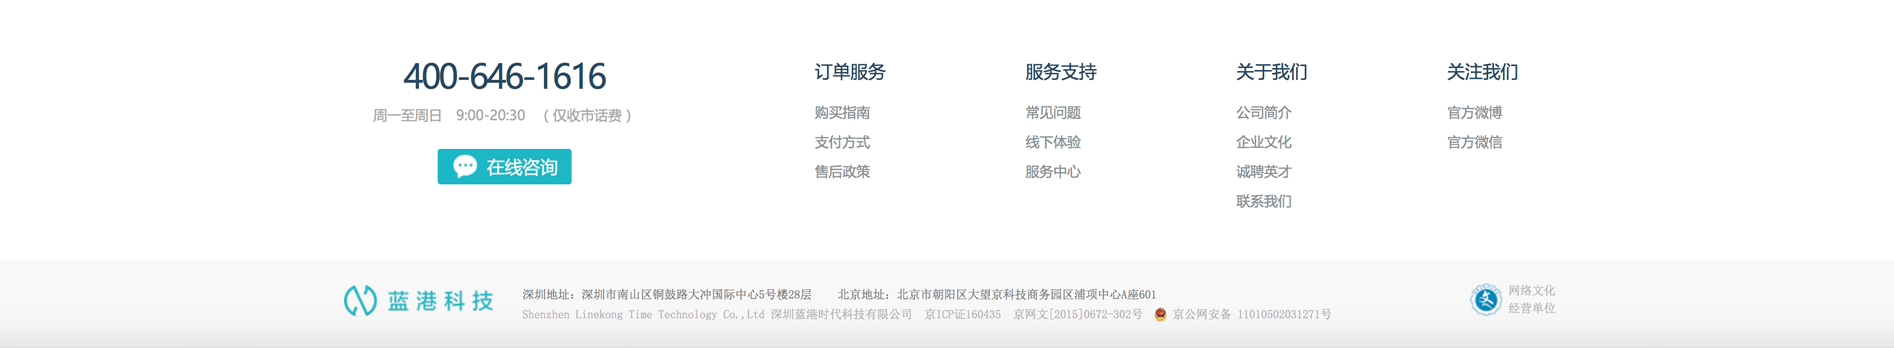 400-646-1616
周一至周日 9:00-20:30 （仅收市话费）
在线咨询
订单服务
购买指南
支付方式
售后政策
服务支持
常见问题
线下体验
服务中心
关于我们
公司简介
企业文化
诚聘英才
联系我们
关注我们
官方微博
官方微信
蓝港科技
深圳地址：深圳市南山区铜鼓路大冲国际中心5号楼28层 北京地址：北京市朝阳区大望京科技商务园区浦项中心A座601
Shenzhen Linekong Time Technology Co.,Ltd 深圳蓝港时代科技有限公司 京ICP证160435 京网文[2015]0672-302号 京公网安备 11010502031271号
文
网络文化
经营单位